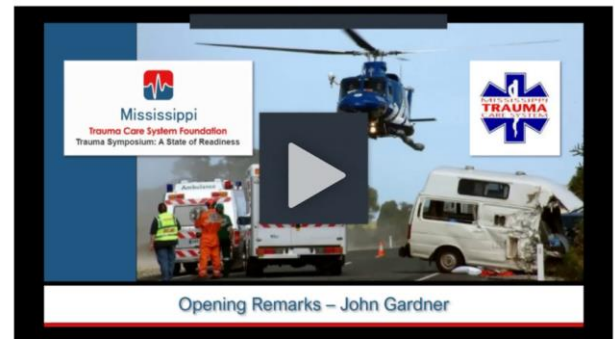 Mississippi
Trauma Care System Foundation
Trauma Symposium: A State of Readiness
MISSISSIPPI
TRAUMA
CARE SYSTEM
Ambulance
Opening Remarks – John Gardner